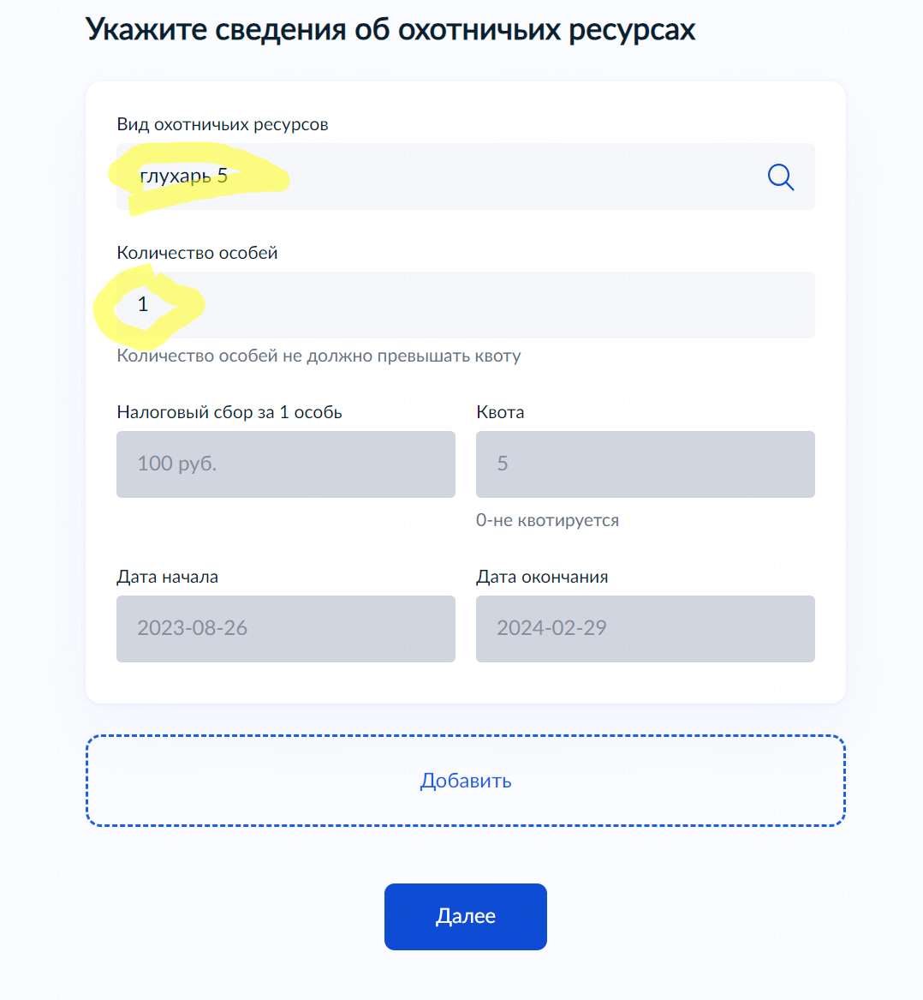 Укажите сведения об охотничьих ресурсах
Вид охотничьих ресурсов
глухарь 5
Количество особей
1
Количество особей не должно превышать квоту
Налоговый сбор за 1 особь
Квота
100 руб.
5
0-не квотируется
Дата начала
Дата окончания
2023-08-26
2024-02-29
Добавить
Далее